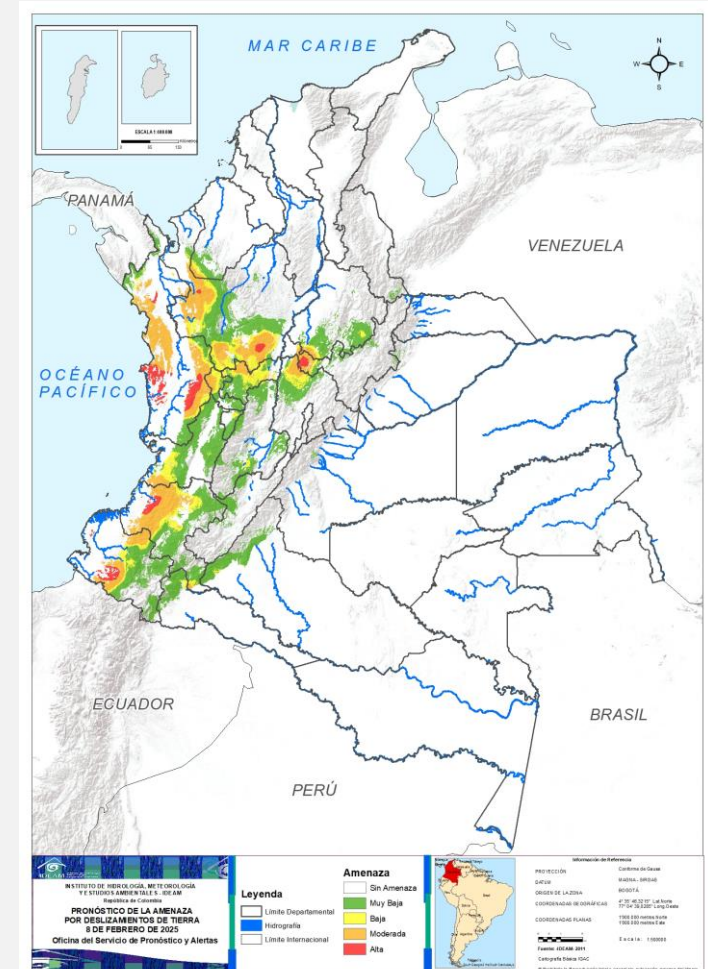 MAR CARIBE
N
W
E
S
PANAMÁ
VENEZUELA
OCÉANO
PACÍFICO
ECUADOR
BRASIL
PERÚ
IDEAM
INSTITUTO DE HIDROLOGÍA, METEOROLOGÍA
Y ESTUDIOS AMBIENTALES - IDEAM
República de Colombia
PRONÓSTICO DE LA AMENAZA
POR DESLIZAMIENTOS DE TIERRA
8 DE FEBRERO DE 2025
Oficina del Servicio de Pronóstico y Alertas
Leyenda
Límite Departamental
Hidrografía
Límite Internacional
Amenaza
Sin Amenaza
Muy Baja
Baja
Moderada
Alta
Información de Referencia
PROYECCIÓN
Conforme de Gauss
DATUM
MAGNA - SIRGAS
ORIGEN DE LA ZONA
BOGOTÁ
COORDENADAS GEOGRÁFICAS
COORDENADAS PLANAS
Escala:
Fuente: IDEAM 2011
Cartografía Básica IGAC